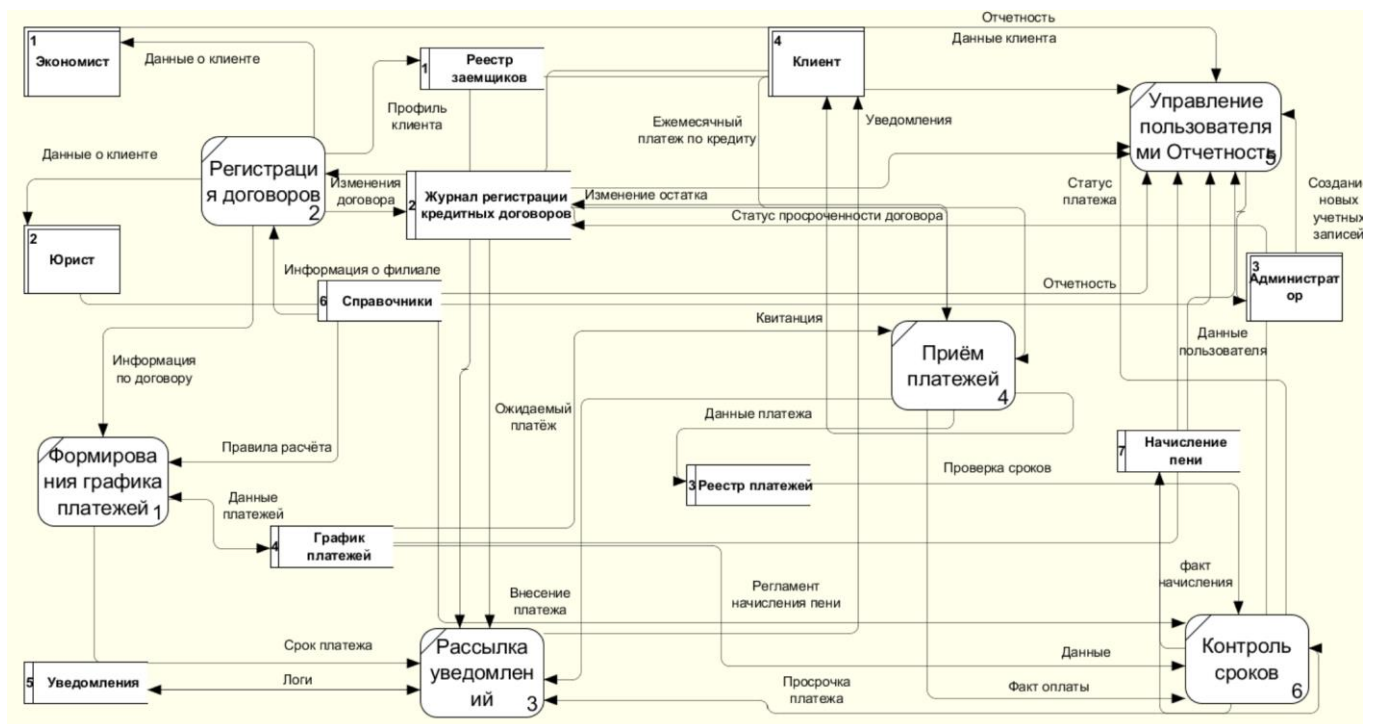 Отчетность
1
Экономист
Данные о клиенте
1
Реестр
заемщиков
4
Клиент
Данные клиента
Управление
пользователя
ми Отчетность
5
Профиль
клиента
Ежемесячный
платеж по кредиту
Уведомления
Данные о клиенте
Регистраци
я договоров
2
Изменения
договора
2
Журнал регистрации
кредитных договоров
Изменение остатка
Статус просроченности договора
Статус
платежа
Создани
новых
учетных
записей
2
Юрист
Информация о филиале
6
Справочники
Отчетность
3
Администрат
ор
Квитанция
Приём
платежей
4
Данные
пользователя
Информация
по договору
Ожидаемый
платёж
Данные платежа
Правила расчёта
Формирова
ния графика
платежей
1
7
Начисление
пени
Проверка сроков
3
Реестр платежей
Данные
платежей
4
График
платежей
Внесение
платежа
Регламент
начисления пени
факт
начисления
Срок платежа
Рассылка
уведомлен
ий
3
Данные
Контроль
сроков
6
5
Уведомления
Логи
Просрочка
платежа
Факт оплаты